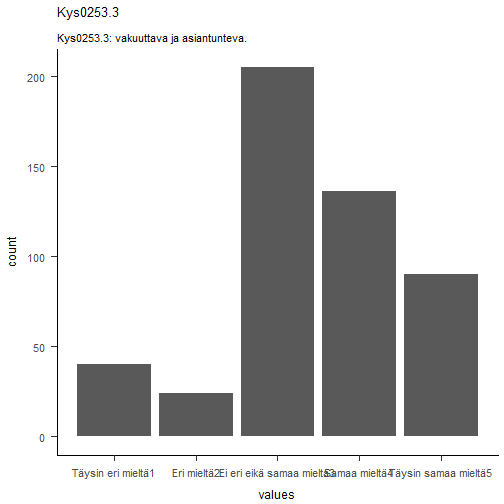 Kys0253.3
Kys0253.3: vakuuttava ja asiantunteva.
200
150
100
50
0
count
Täysin eri mieltä1 Eri mieltä2 Ei eri eikä samaa mieltä3 Samaa mieltä4 Täysin samaa mieltä5
values